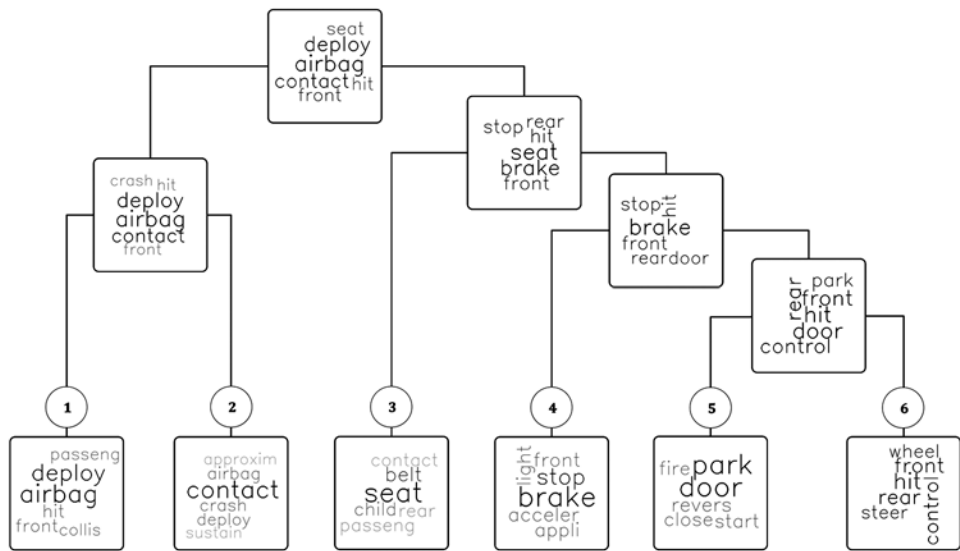 seat
deploy
airbag
contact hit
front
stop rear
hit
seat
brake
front
crash hit
deploy
airbag
contact
front
stop hit
brake
front
rear door
rear park
front
hit
door
control
1
2
3
4
5
6
passeng
deploy
airbag
hit
front collis
approxim
airbag
contact
crash
deploy
sustain
contact
belt
seat
child rear
passeng
light front
stop
brake
acceler
appli
fire park
door
revers
close start
wheel
front
hit
rear
steer control